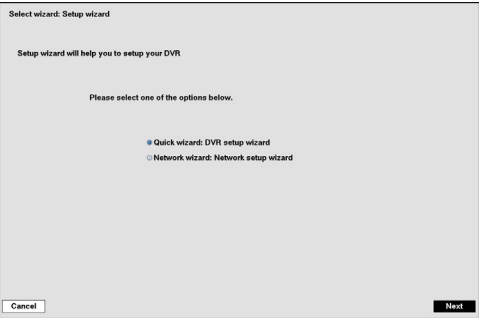 Select wizard: Setup wizard
Setup wizard will help you to setup your DVR
Please select one of the options below.
Quick wizard: DVR setup wizard
Network wizard: Network setup wizard
Cancel
Next